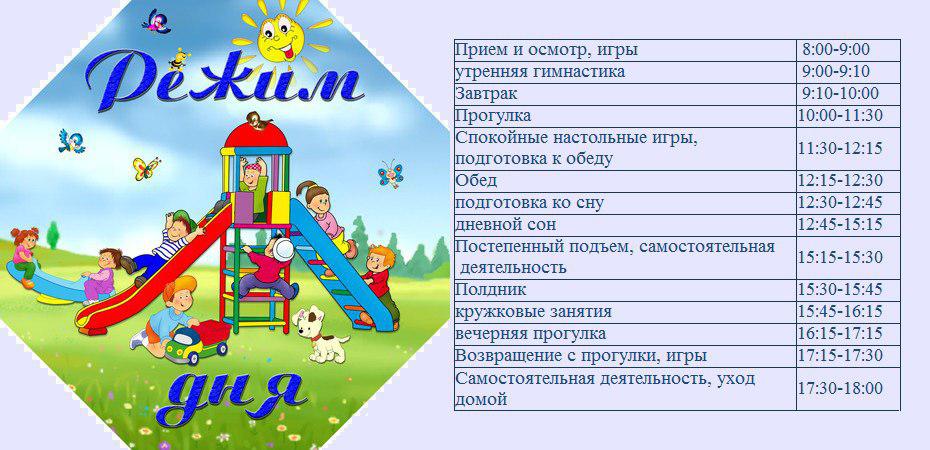 Режим
дня
Прием и осмотр, игры 8:00-9:00
утренняя гимнастика 9:00-9:10
Завтрак 9:10-10:00
Прогулка 10:00-11:30
Спокойные настольные игры,
подготовка к обеду 11:30-12:15
Обед 12:15-12:30
подготовка ко сну 12:30-12:45
дневной сон 12:45-15:15
Постепенный подъем, самостоятельная
деятельность 15:15-15:30
Полдник 15:30-15:45
кружковые занятия 15:45-16:15
вечерняя прогулка 16:15-17:15
Возвращение с прогулки, игры 17:15-17:30
Самостоятельная деятельность, уход
домой 17:30-18:00